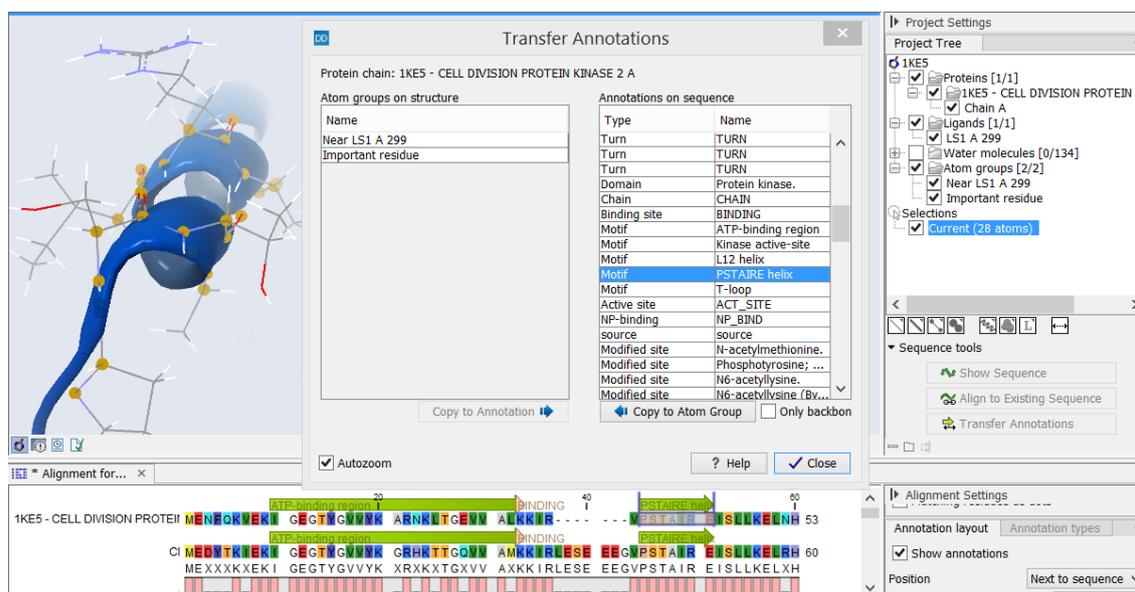 DD
Transfer Annotations
Protein chain: 1KE5 - CELL DIVISION PROTEIN KINASE 2 A
Atom groups on structure
Name
Near LS1 A 299
Important residue
Copy to Annotation
Annotations on sequence
Type Name
Turn TURN
Turn TURN
Turn TURN
Domain Protein kinase.
Chain CHAIN
Binding site BINDING
Motif ATP-binding region
Motif Kinase active-site
Motif L12 helix
Motif PSTAIRE helix
Motif T-loop
Active site ACT_SITE
NP-binding NP_BIND
source source
Modified site N-acetylmethionine.
Modified site Phosphotyrosine; ...
Modified site N6-acetyllysine.
Modified site N6-acetyllysine (By...
Copy to Atom Group Only backbon
Autozoom
? Help
Close
Project Settings
Project Tree
1KE5
Proteins [1/1]
1KE5 - CELL DIVISION PROTEIN
Chain A
Ligands [1/1]
LS1 A 299
Water molecules [0/134]
Atom groups [2/2]
Near LS1 A 299
Important residue
Selections
Current (28 atoms)
Sequence tools
Show Sequence
Align to Existing Sequence
Transfer Annotations
* Alignment for...
20 40 60
ATP-binding region BINDING PSTAIRE heli
1KE5 - CELL DIVISION PROTEI MENFQKVEKI GEGTYGVVYK ARNKLTGEVV ALKKIR---- ----VPSTAIR EISLLKELNH 53
ATP-binding region BINDING PSTAIRE heli
C MEDYTKIEKI GEGTYGVVYK GRHKTTGQVV AMKKIRLESE EEGVPSTAIR EISLLKELRH 60
MEXXXKXEKI GEGTYGVVYK XRXKXTGXVV AXKKIRLESE EEGVPSTAIR EISLLKELXH
Alignment Settings
Annotation layout Annotation types
Show annotations
Position Next to sequence